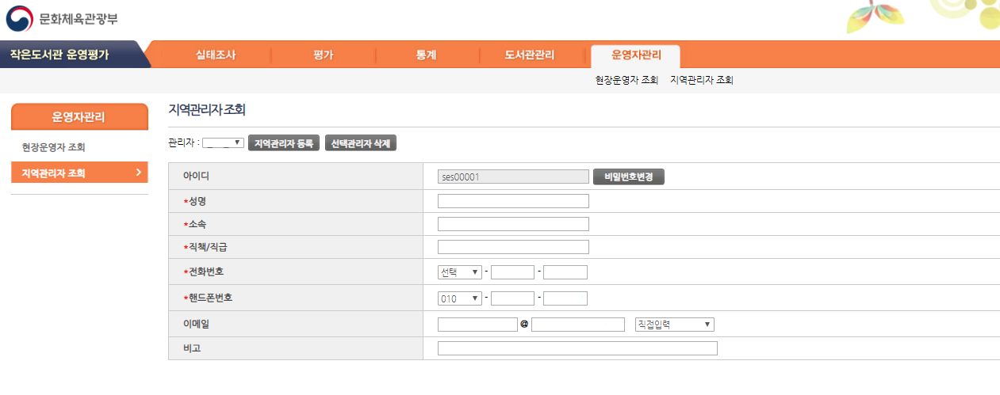 문화체육관광부
작은도서관 운영평가 실태조사 평가 통계 도서관관리 운영자관리
현장운영자 조회 지역관리자 조회
운영자관리
현장운영자 조회
지역관리자 조회
지역관리자 조회
관리자 : 지역관리자 등록 선택관리자 삭제
아이디 ses00001 비밀번호변경
*성명
*소속
*직책/직급
*전화번호 선택 - -
*핸드폰번호 010 - -
이메일 @ 직접입력
비고